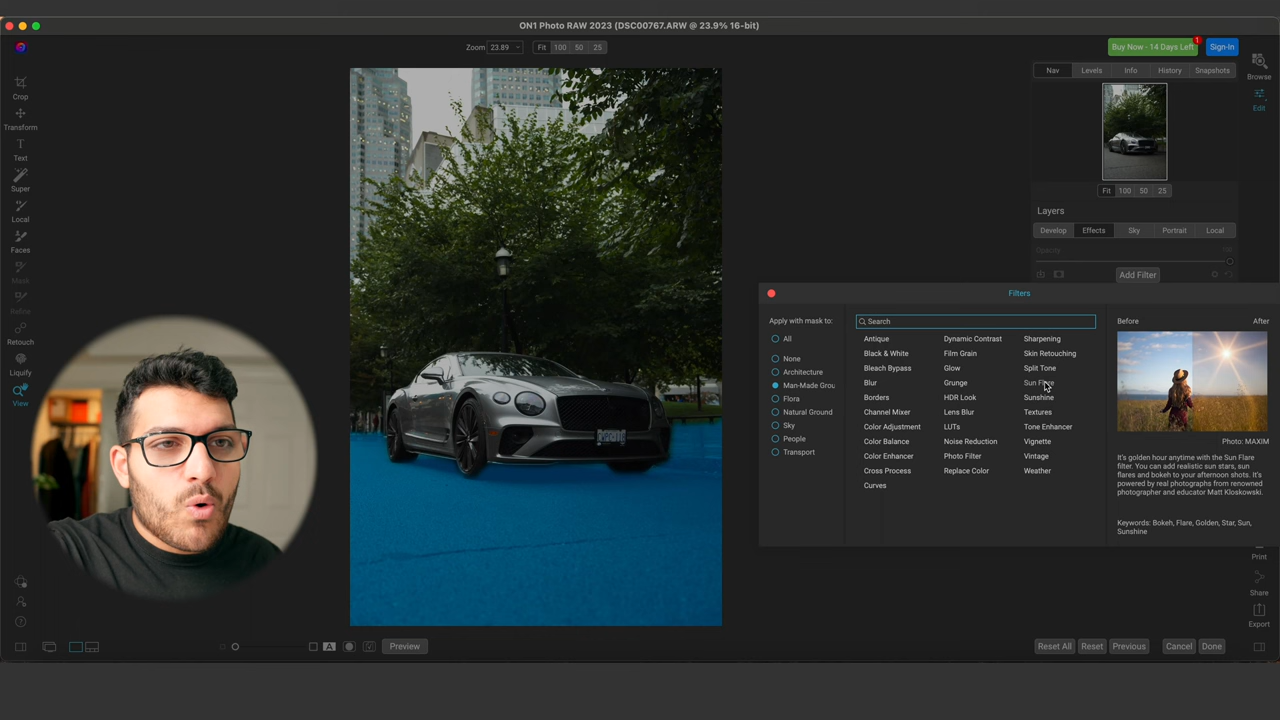 ON1 Photo RAW 2023 (DSC00767.ARW @ 23.9% 16-bit)
Zoom 23.89 Fit 100 50 25
Buy Now - 14 Days Left 1 Sign-In
Crop
Transform
Text
Super
Local
Faces
Mask
Refine
Retouch
Liquify
View
Nav Levels Info History Snapshots
Browse
Edit
Fit 100 50 25
Layers
Develop Effects Sky Portrait Local
Opacity 100
Add Filter
Filters
Apply with mask to:
All
None
Architecture
Man-Made Grou
Flora
Natural Ground
Sky
People
Transport
Search
Antique Dynamic Contrast Sharpening
Black & White Film Grain Skin Retouching
Bleach Bypass Glow Split Tone
Blur Grunge Sun Flare
Borders HDR Look Sunshine
Channel Mixer Lens Blur Textures
Color Adjustment LUTs Tone Enhancer
Color Balance Noise Reduction Vignette
Color Enhancer Photo Filter Vintage
Cross Process Replace Color Weather
Curves
Before After
Photo: MAXIM
It's golden hour anytime with the Sun Flare
filter. You can add realistic sun stars, sun
flares and bokeh to your afternoon shots. It's
powered by real photographs from renowned
photographer and educator Matt Kloskowski.
Keywords: Bokeh, Flare, Golden, Star, Sun,
Sunshine
Print
Share
Export
A Preview
Reset All Reset Previous Cancel Done